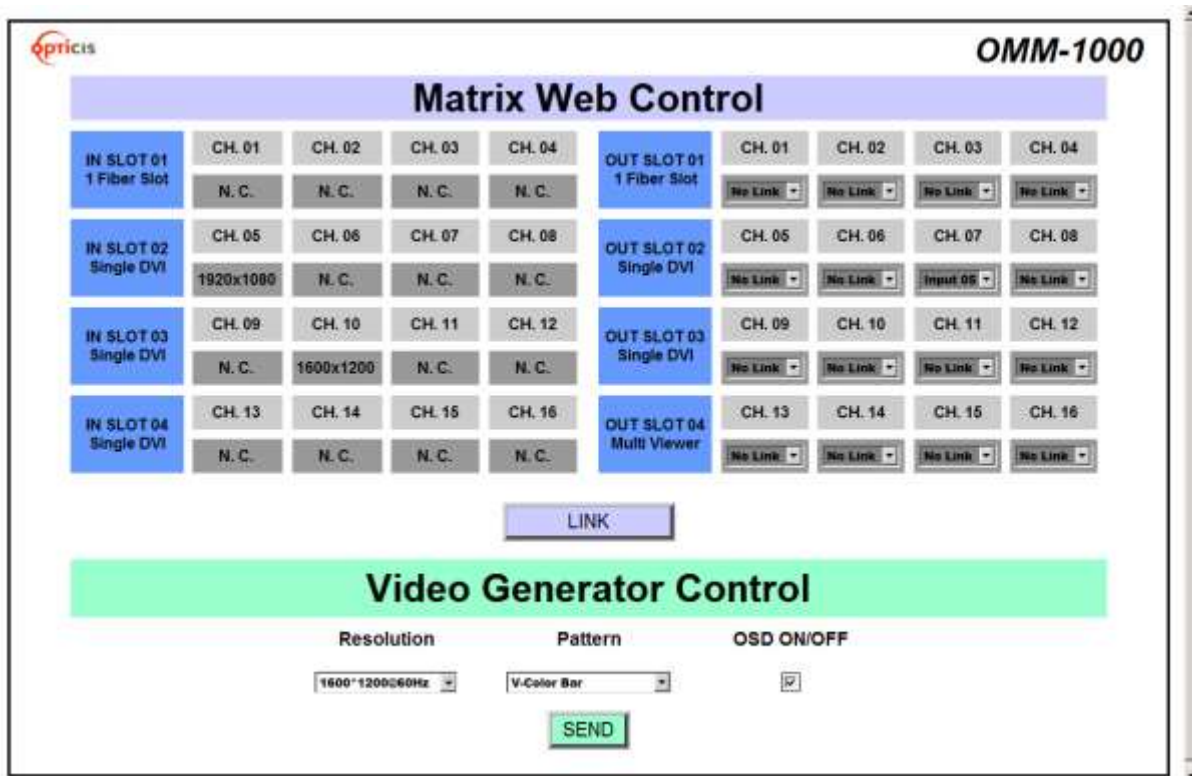 opticis
OMM-1000
Matrix Web Control
IN SLOT 01 CH. 01 CH. 02 CH. 03 CH. 04 OUT SLOT 01 CH. 01 CH. 02 CH. 03 CH. 04
1 Fiber Slot N. C. N. C. N. C. N. C. 1 Fiber Slot No Link No Link No Link No Link
IN SLOT 02 CH. 05 CH. 06 CH. 07 CH. 08 OUT SLOT 02 CH. 05 CH. 06 CH. 07 CH. 08
Single DVI 1920x1080 N. C. N. C. N. C. Single DVI No Link No Link Input 05 No Link
IN SLOT 03 CH. 09 CH. 10 CH. 11 CH. 12 OUT SLOT 03 CH. 09 CH. 10 CH. 11 CH. 12
Single DVI N. C. 1600x1200 N. C. N. C. Single DVI No Link No Link No Link No Link
IN SLOT 04 CH. 13 CH. 14 CH. 15 CH. 16 OUT SLOT 04 CH. 13 CH. 14 CH. 15 CH. 16
Single DVI N. C. N. C. N. C. N. C. Multi Viewer No Link No Link No Link No Link
LINK
Video Generator Control
Resolution Pattern OSD ON/OFF
1600*1200@60Hz V-Color Bar
SEND